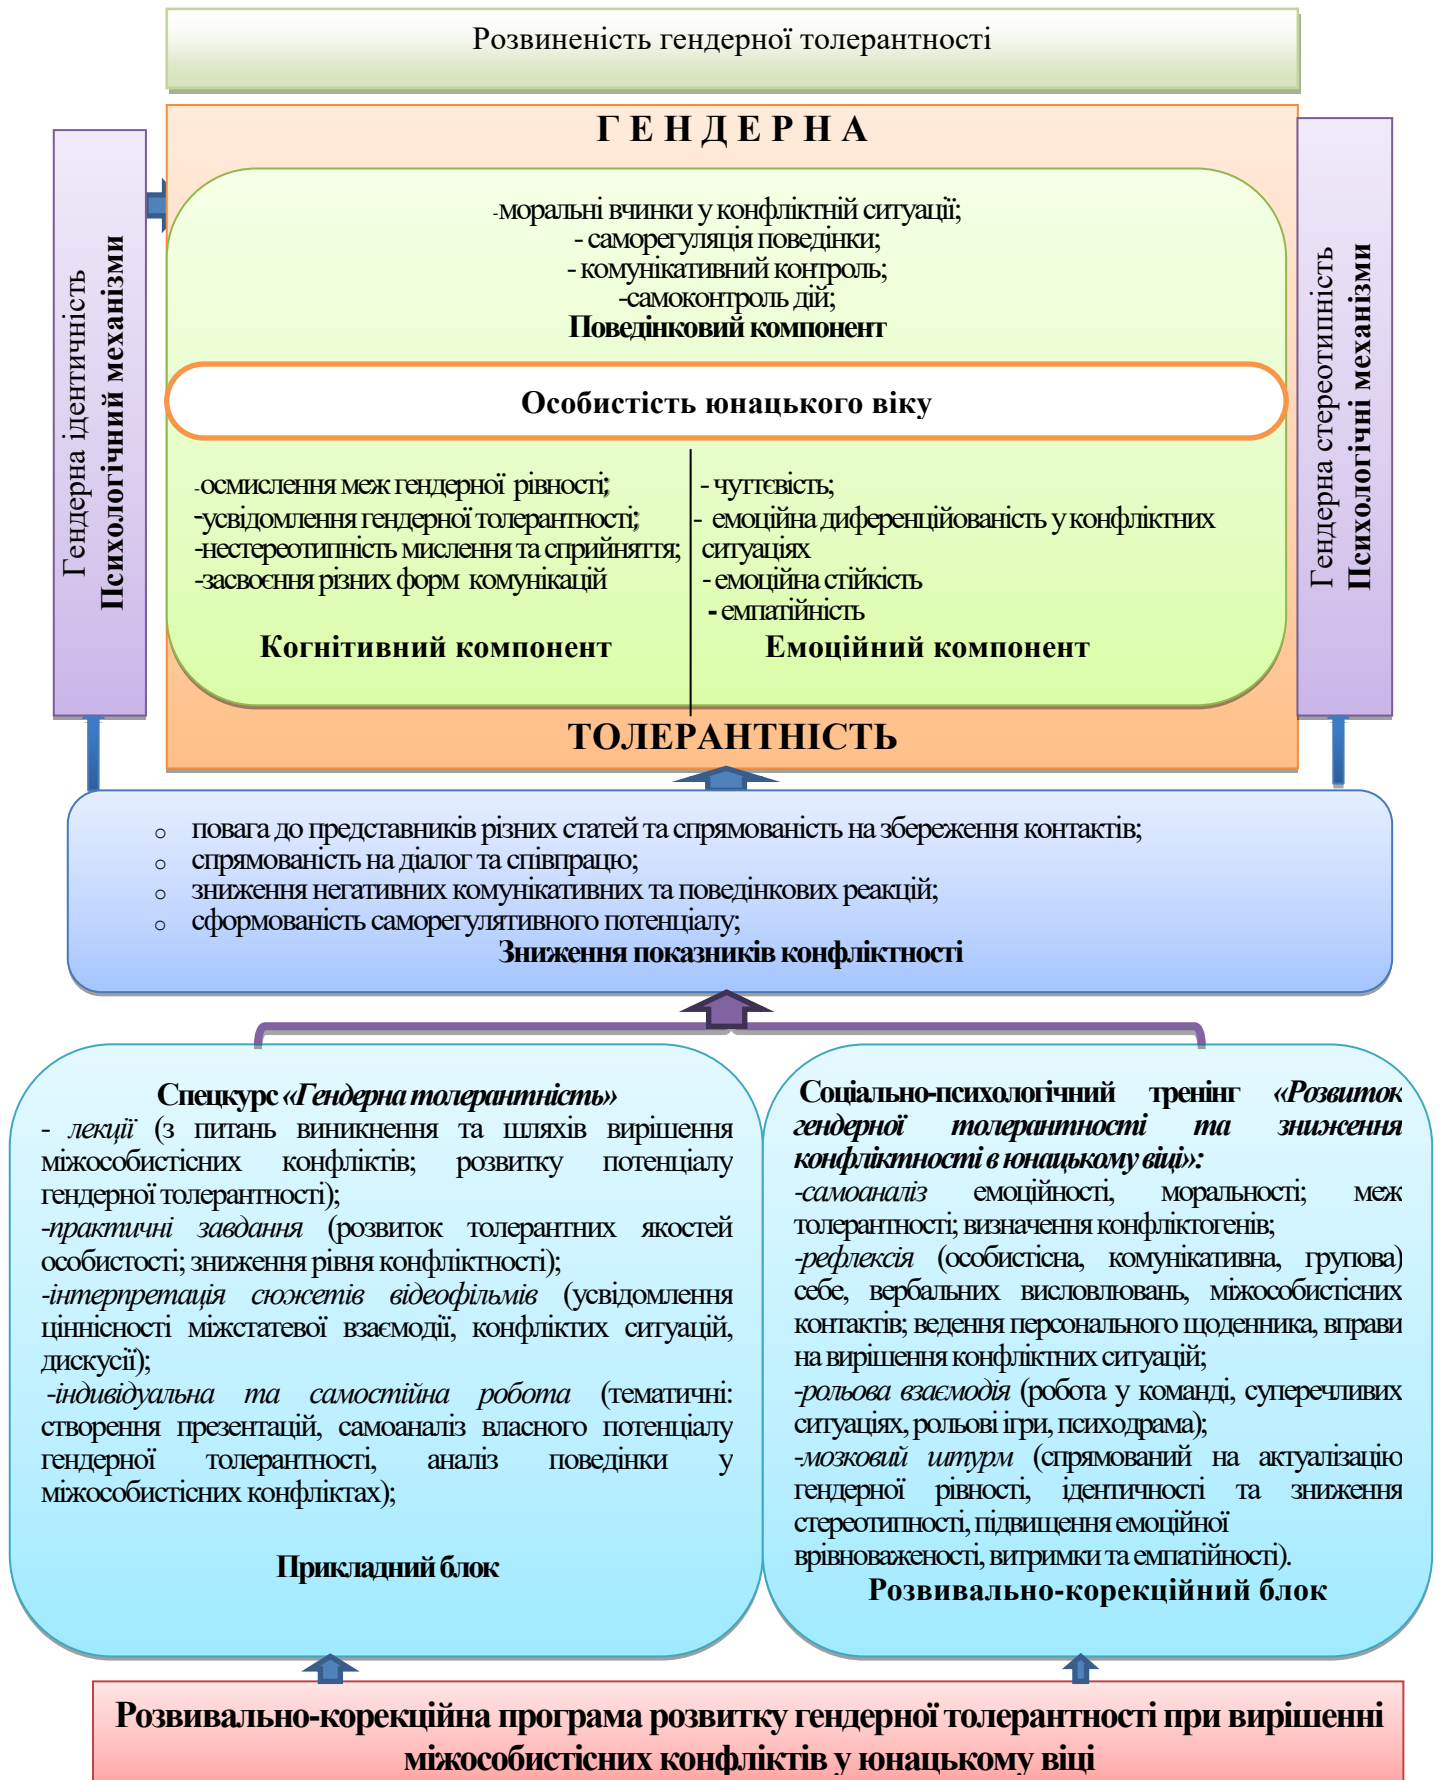 Розвиненість гендерної толерантності
Г Е Н Д Е Р Н А
Гендерна ідентичність
Психологічний механізми
-моральні вчинки у конфліктній ситуації;
- саморегуляція поведінки;
- комунікативний контроль;
-самоконтроль дій;
Поведінковий компонент
Особистість юнацького віку
-осмислення меж гендерної рівності;
-усвідомлення гендерної толерантності;
-нестереотипність мислення та сприйняття;
-засвоєння різних форм комунікацій
Когнітивний компонент
- чуттєвість;
- емоційна диференційованість у конфліктних
ситуаціях
- емоційна стійкість
- емпатійність
Емоційний компонент
Гендерна стереотипність
Психологічні механізми
ТОЛЕРАНТНІСТЬ
○ повага до представників різних статей та спрямованість на збереження контактів;
○ спрямованість на діалог та співпрацю;
○ зниження негативних комунікативних та поведінкових реакцій;
○ сформованість саморегулятивного потенціалу;
Зниження показників конфліктності
Спецкурс «Гендерна толерантність»
- лекції (з питань виникнення та шляхів вирішення
міжособистісних конфліктів; розвитку потенціалу
гендерної толерантності);
-практичні завдання (розвиток толерантних якостей
особистості; зниження рівня конфліктності);
-інтерпретація сюжетів відеофільмів (усвідомлення
ціннісності міжстатевої взаємодії, конфліктих ситуацій,
дискусії);
-індивідуальна та самостійна робота (тематичні:
створення презентацій, самоаналіз власного потенціалу
гендерної толерантності, аналіз поведінки у
міжособистісних конфліктах);
Прикладний блок
Соціально-психологічний тренінг «Розвиток
гендерної толерантності та зниження
конфліктності в юнацькому віці»:
-самоаналіз емоційності, моральності; меж
толерантності; визначення конфліктогенів;
-рефлексія (особистісна, комунікативна, групова)
себе, вербальних висловлювань, міжособистісних
контактів; ведення персонального щоденника, вправи
на вирішення конфліктних ситуацій;
-рольова взаємодія (робота у команді, суперечливих
ситуаціях, рольові ігри, психодрама);
-мозковий штурм (спрямований на актуалізацію
гендерної рівності, ідентичності та зниження
стереотипності, підвищення емоційної
врівноваженості, витримки та емпатійності).
Розвивально-корекційний блок
Розвивально-корекційна програма розвитку гендерної толерантності при вирішенні
міжособистісних конфліктів у юнацькому віці